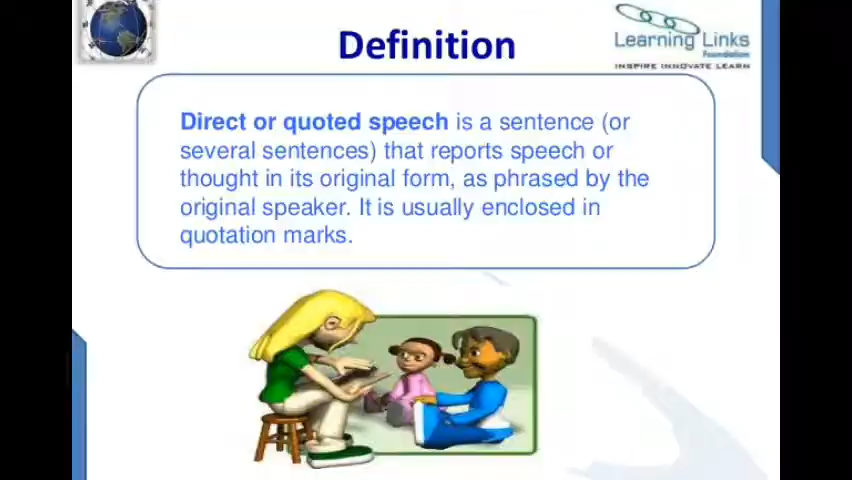 Definition
Learning Links
Foundation
INSPIRE INNOVATE LEARN
Direct or quoted speech is a sentence (or
several sentences) that reports speech or
thought in its original form, as phrased by the
original speaker. It is usually enclosed in
quotation marks.